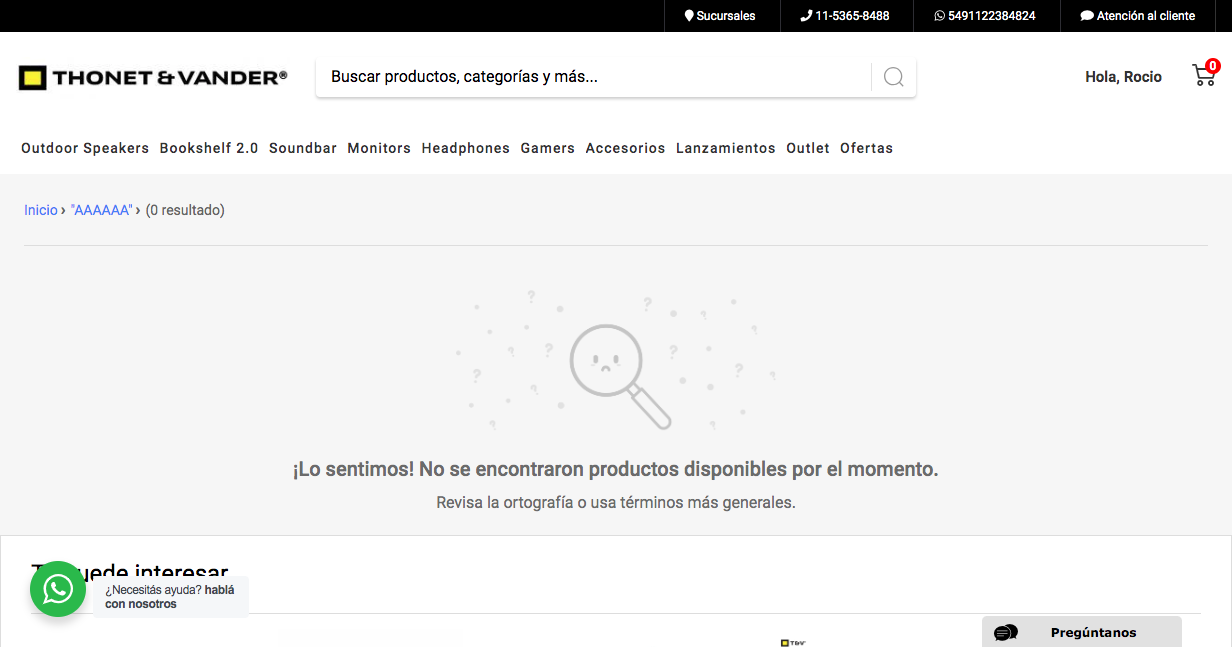 Sucursales 11-5365-8488 5491122384824 Atención al cliente
THONET & VANDER® Buscar productos, categorías y más... Hola, Rocio 0
Outdoor Speakers Bookshelf 2.0 Soundbar Monitors Headphones Gamers Accesorios Lanzamientos Outlet Ofertas
Inicio › "AAAAAA" › (0 resultado)
¡Lo sentimos! No se encontraron productos disponibles por el momento.
Revisa la ortografía o usa términos más generales.
interesar
¿Necesitás ayuda? hablá
con nosotros
Pregúntanos
T&V